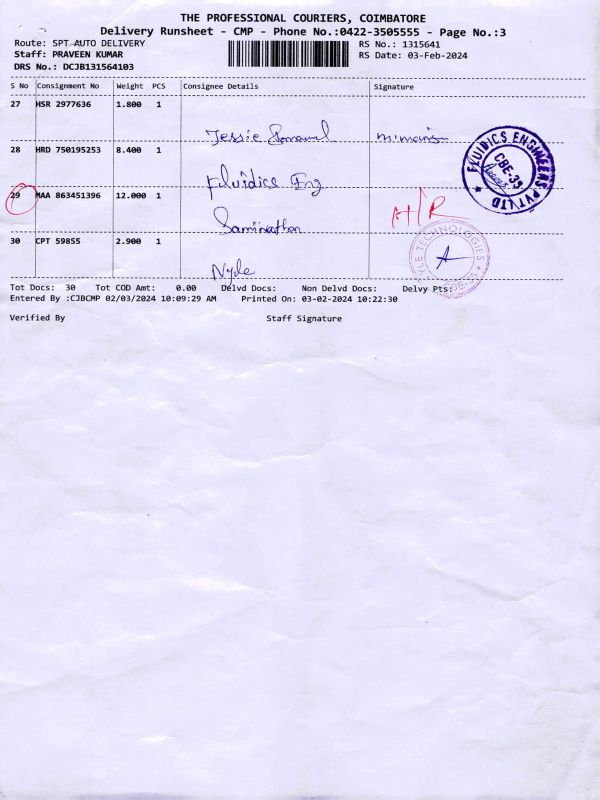 THE PROFESSIONAL COURIERS, COIMBATORE
Delivery Runsheet - CMP - Phone No.:0422-3505555 - Page No.:3
Route: SPT AUTO DELIVERY
RS No.: 1315641
Staff: PRAVEEN KUMAR
RS Date: 03-Feb-2024
DRS No.: DCJB131564103
S No Consignment No Weight PCS Consignee Details Signature
27 HSR 2977636 1.800 1
Jessie
28 HRD 750195253 8.400 1
FLUIDICS ENGINEERS PVT LTD
CBE-39
Fluidics Eng
29 MAA 863451396 12.000 1
A/R
Saminathan
30 CPT 59855 2.900 1
TECHNOLOGIES
Nyle
Tot Docs: 30 Tot COD Amt: 0.00 Delvd Docs: Non Delvd Docs: Delvy Pts:
Entered By :CJBCMP 02/03/2024 10:09:29 AM Printed On: 03-02-2024 10:22:30
Verified By Staff Signature